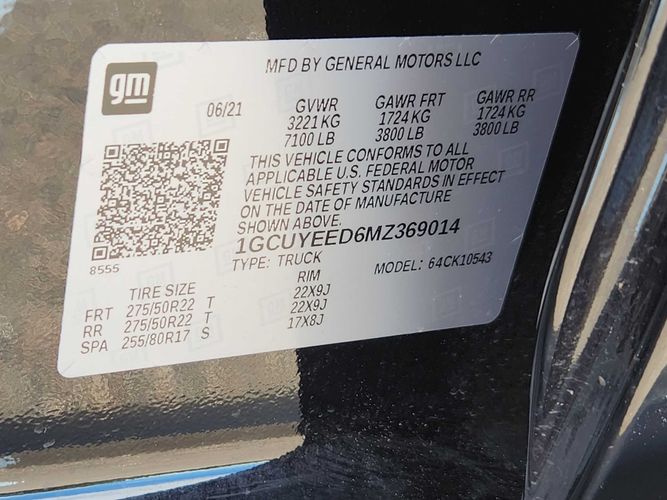 gm
MFD BY GENERAL MOTORS LLC
06/21 GVWR GAWR FRT GAWR RR
3221 KG 1724 KG 1724 KG
7100 LB 3800 LB 3800 LB
THIS VEHICLE CONFORMS TO ALL
APPLICABLE U.S. FEDERAL MOTOR
VEHICLE SAFETY STANDARDS IN EFFECT
ON THE DATE OF MANUFACTURE
SHOWN ABOVE.
1GCUYEED6MZ369014
8555
TYPE: TRUCK MODEL: 64CK10543
TIRE SIZE RIM
FRT 275/50R22 T 22X9J
RR 275/50R22 T 22X9J
SPA 255/80R17 S 17X8J